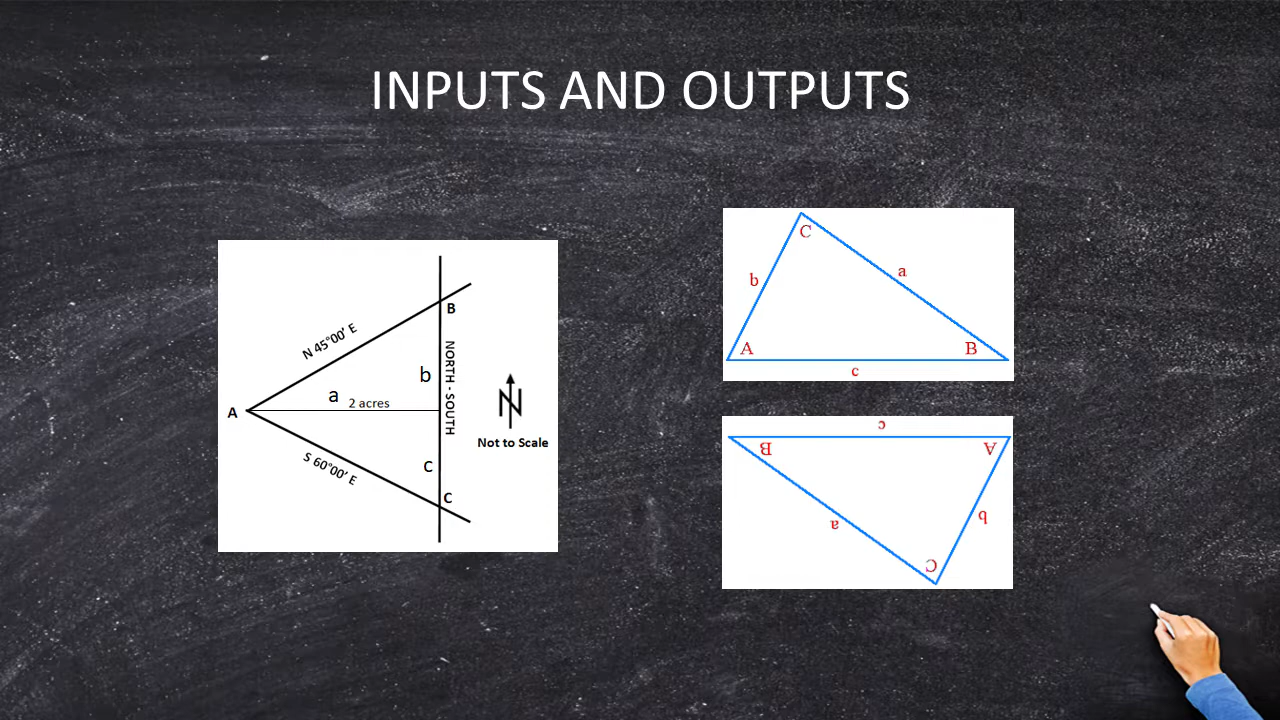 INPUTS AND OUTPUTS
N 45°00' E
B
b
NORTH - SOUTH
a
2 acres
A
Not to Scale
S 60°00' E
c
C
C
b
a
A
B
c
c
B
A
a
b
C